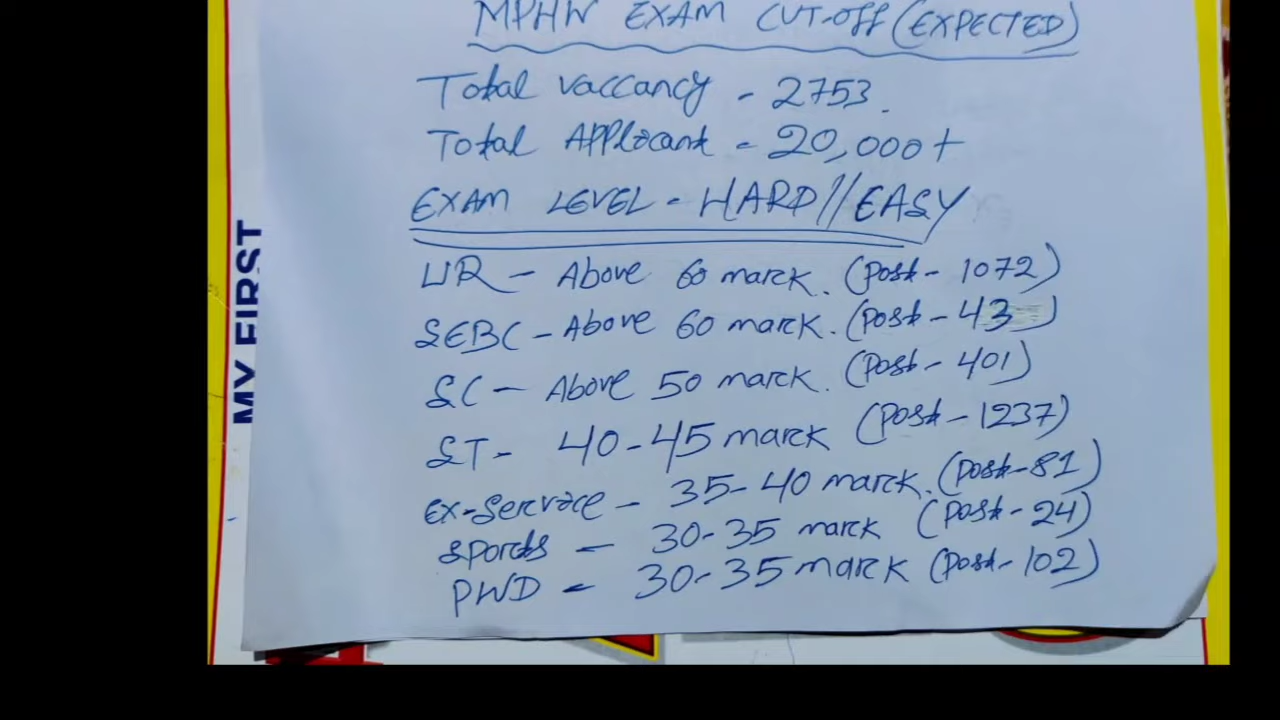 MPHW EXAM CUT-OFF (EXPECTED)
Total Vaccancy - 2753.
Total Applicant - 20,000+
EXAM LEVEL - HARD//EASY
UR - Above 60 mark. (Post - 1072)
SEBC - Above 60 mark. (Post - 43)
SC - Above 50 mark. (Post - 401)
ST - 40-45 mark (Post - 1237)
Ex-Service - 35-40 mark. (Post - 81)
Sports - 30-35 mark (Post - 24)
PWD - 30-35 mark (Post - 102)
MY FIRST